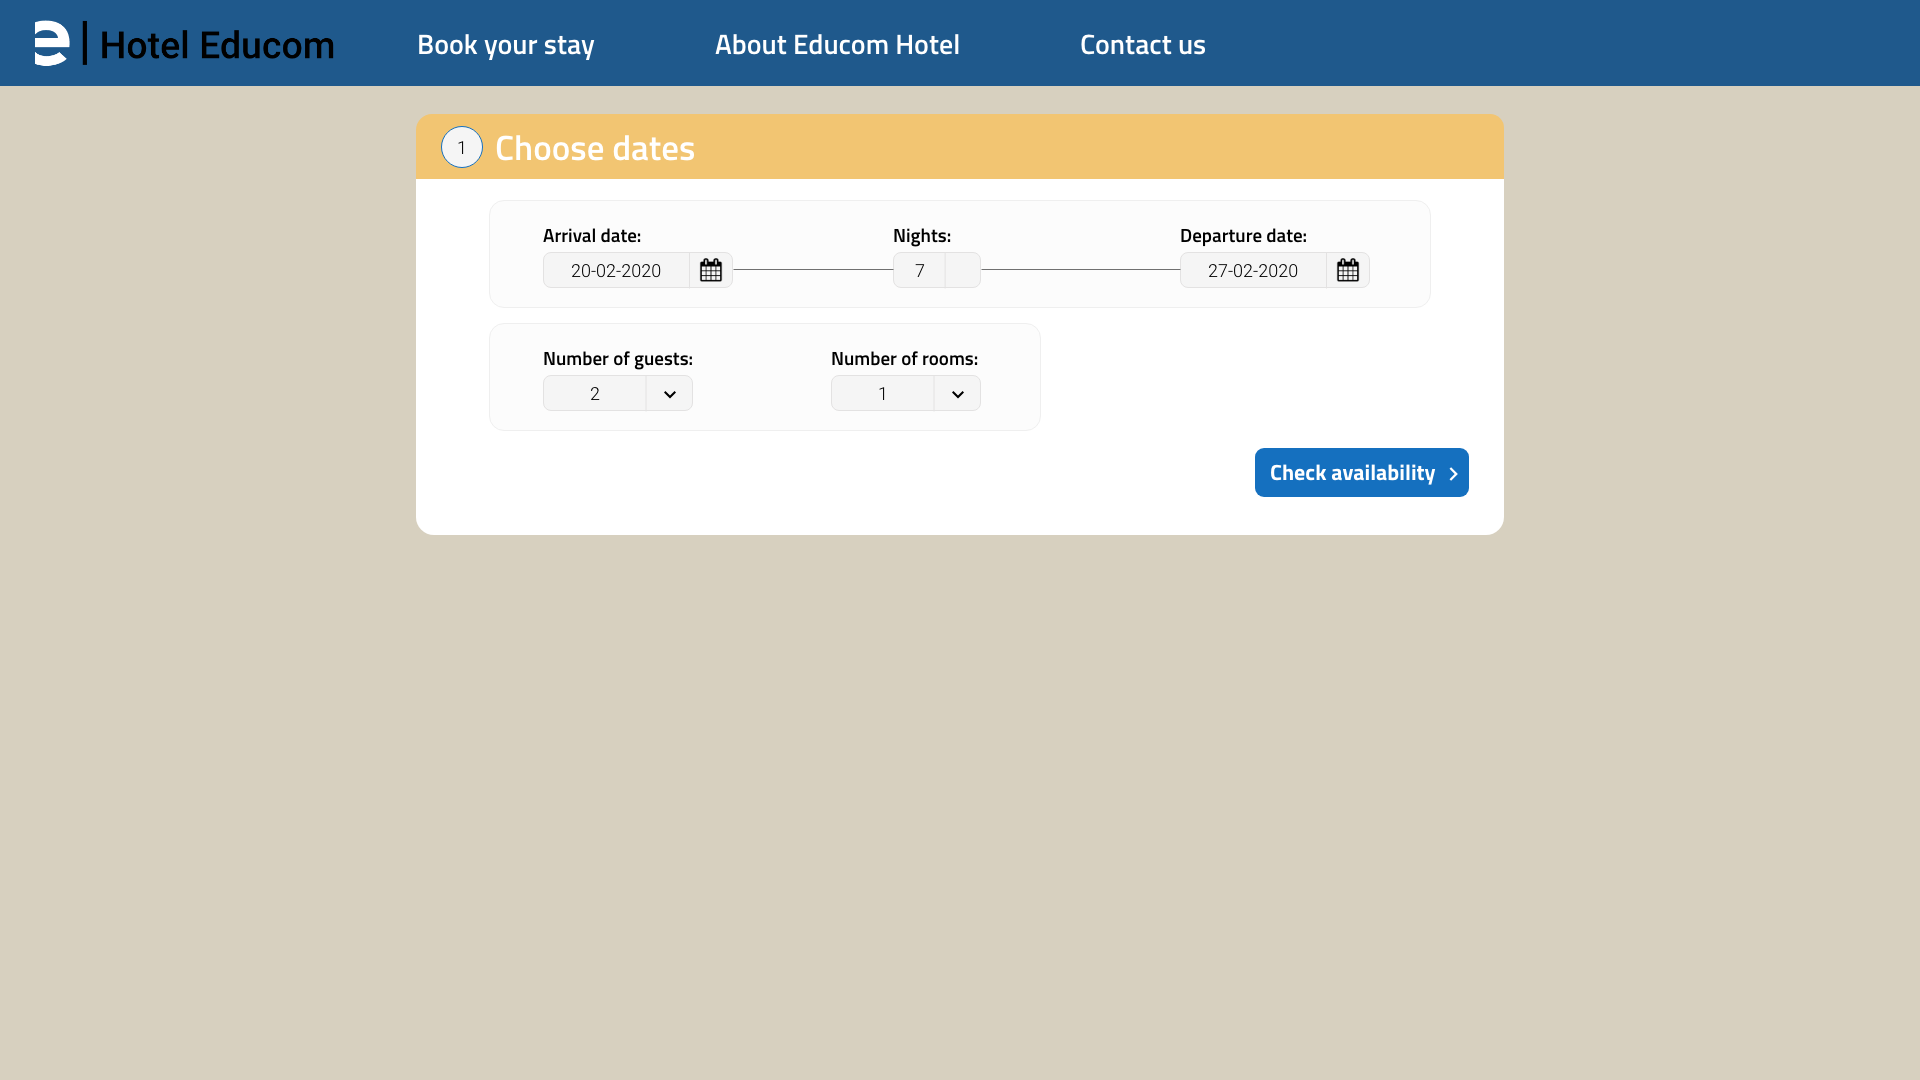 Hotel Educom
Book your stay
About Educom Hotel
Contact us
1
Choose dates
Arrival date:
Nights:
Departure date:
20-02-2020
7
27-02-2020
Number of guests:
Number of rooms:
2
1
Check availability